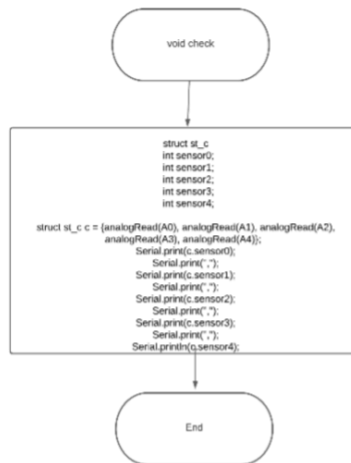 void check
struct st_c
int sensor0;
int sensor1;
int sensor2;
int sensor3;
int sensor4;
struct st_c c = {analogRead(A0), analogRead(A1), analogRead(A2),
analogRead(A3), analogRead(A4)};
Serial.print(c.sensor0);
Serial.print(",");
Serial.print(c.sensor1);
Serial.print(",");
Serial.print(c.sensor2);
Serial.print(",");
Serial.print(c.sensor3);
Serial.print(",");
Serial.println(c.sensor4);
End